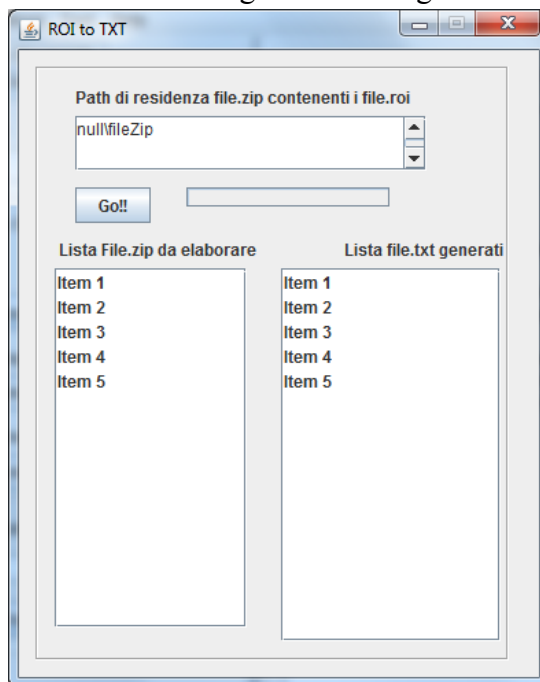 ROI to TXT
Path di residenza file.zip contenenti i file.roi
null\fileZip
Go!!
Lista File.zip da elaborare
Lista file.txt generati
Item 1
Item 2
Item 3
Item 4
Item 5
Item 1
Item 2
Item 3
Item 4
Item 5